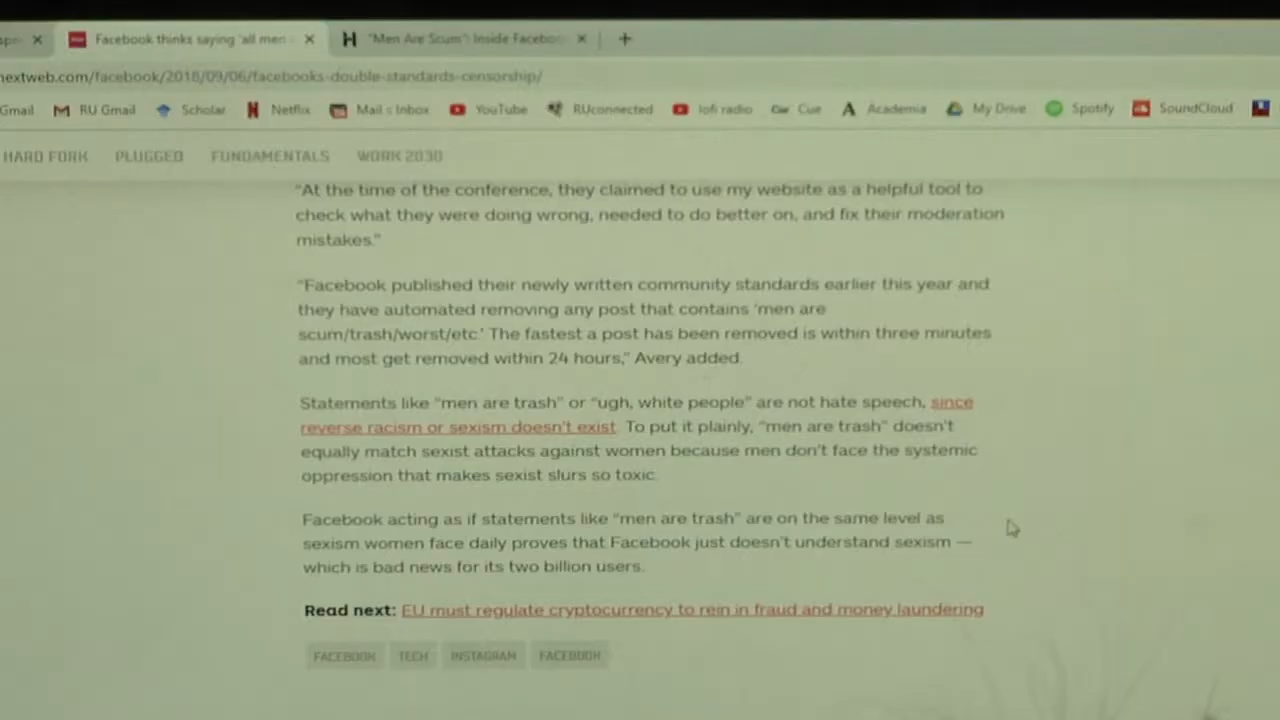 Facebook thinks saying 'all men
"Men Are Scum": Inside Facebo
nextweb.com/facebook/2018/09/06/facebooks-double-standards-censorship/
Gmail RU Gmail Scholar Netflix Mail < Inbox YouTube RUconnected lofi radio Cue Cue Academia My Drive Spotify SoundCloud
HARD FORK PLUGGED FUNDAMENTALS WORK 2030
"At the time of the conference, they claimed to use my website as a helpful tool to
check what they were doing wrong, needed to do better on, and fix their moderation
mistakes."
"Facebook published their newly written community standards earlier this year and
they have automated removing any post that contains 'men are
scum/trash/worst/etc.' The fastest a post has been removed is within three minutes
and most get removed within 24 hours," Avery added.
Statements like "men are trash" or "ugh, white people" are not hate speech, since
reverse racism or sexism doesn't exist. To put it plainly, "men are trash" doesn't
equally match sexist attacks against women because men don't face the systemic
oppression that makes sexist slurs so toxic.
Facebook acting as if statements like "men are trash" are on the same level as
sexism women face daily proves that Facebook just doesn't understand sexism —
which is bad news for its two billion users.
Read next: EU must regulate cryptocurrency to rein in fraud and money laundering
FACEBOOK TECH INSTAGRAM FACEBOOK